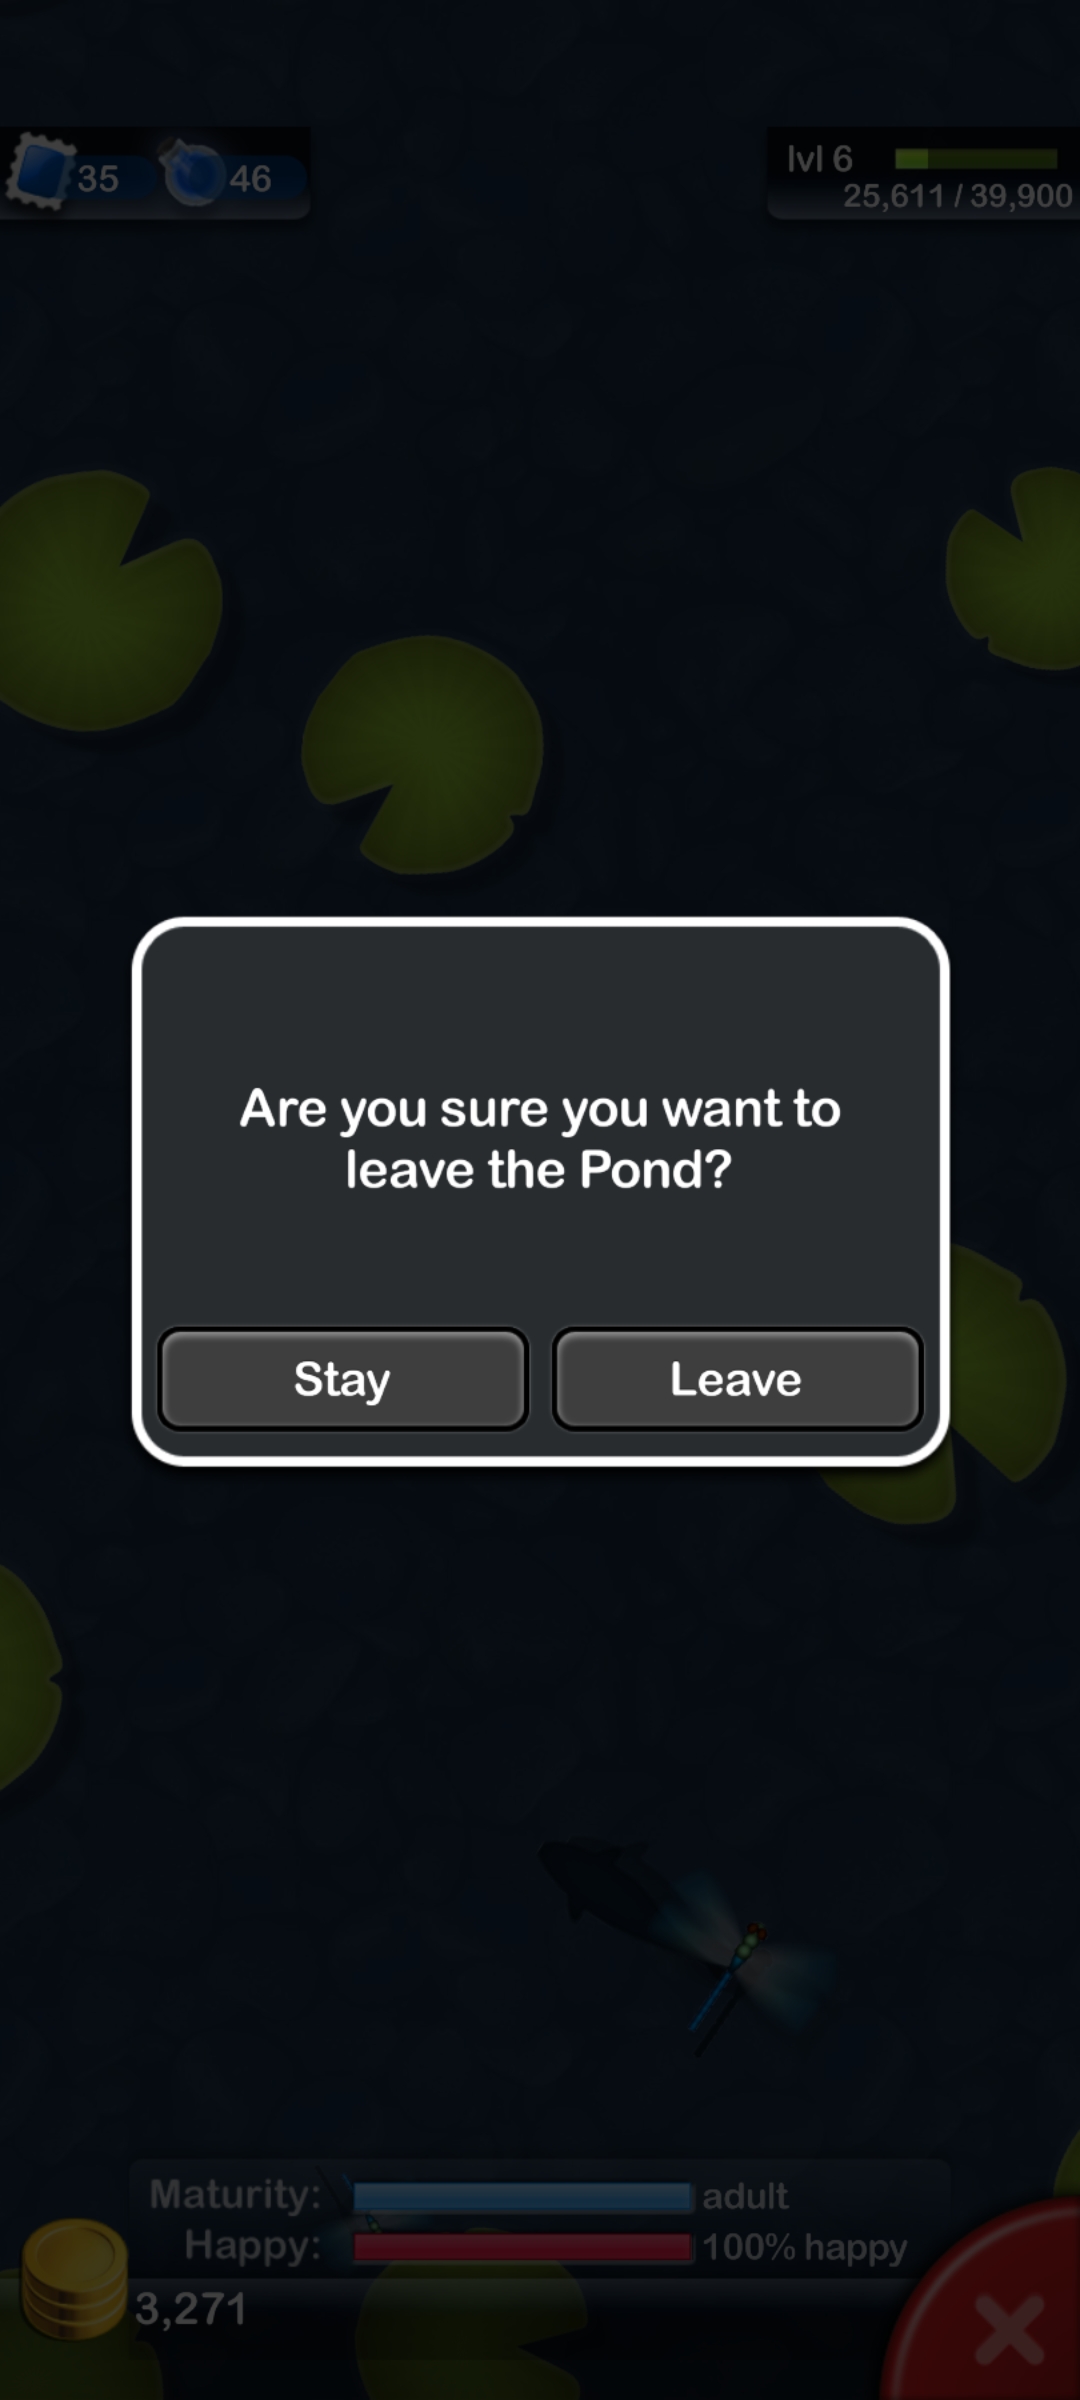 35
46
lvl 6
25,611 / 39,900
Are you sure you want to
leave the Pond?
Stay
Leave
Maturity:
adult
Happy:
100% happy
3,271